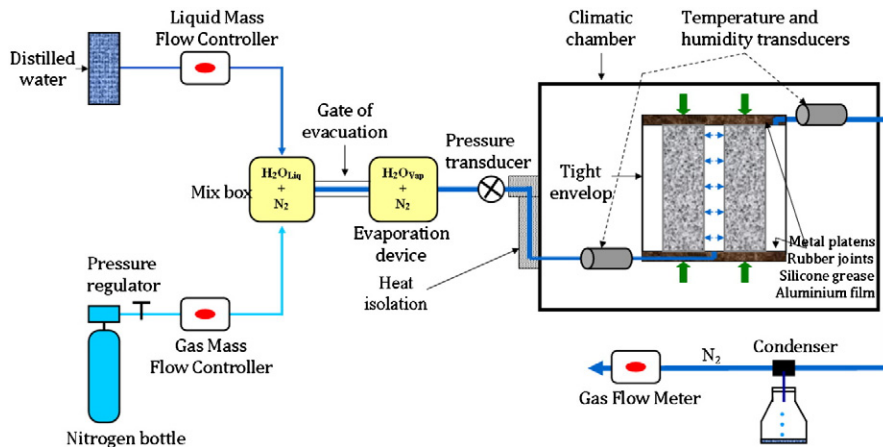 Liquid Mass
Flow Controller
Distilled
water
Gate of
evacuation
Mix box
H₂O_Liq
+
N₂
H₂O_Vap
+
N₂
Evaporation
device
Pressure
transducer
Heat
isolation
Pressure
regulator
Gas Mass
Flow Controller
Nitrogen bottle
Climatic
chamber
Temperature
and humidity
transducers
Tight
envelop
Metal platens
Rubber joints
Silicone grease
Aluminium film
N₂
Condenser
Gas Flow Meter